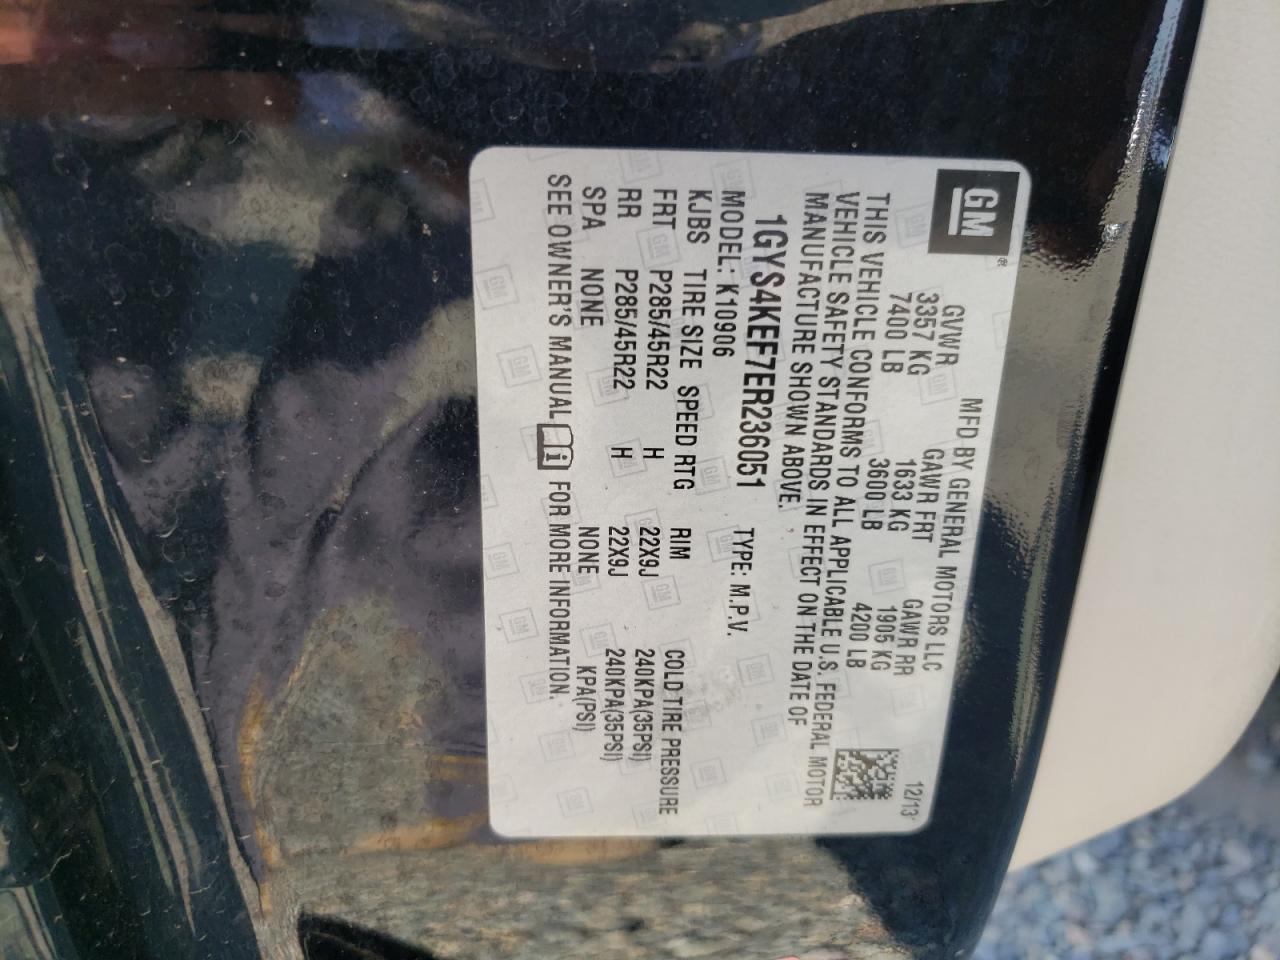 GM
MFD BY GENERAL MOTORS LLC 12/13
GVWR GAWR FRT GAWR RR
3357 KG 1633 KG 1905 KG
7400 LB 3600 LB 4200 LB
THIS VEHICLE CONFORMS TO ALL APPLICABLE U.S. FEDERAL MOTOR
VEHICLE SAFETY STANDARDS IN EFFECT ON THE DATE OF
MANUFACTURE SHOWN ABOVE.
1GYS4KEF7ER236051 TYPE: M.P.V.
MODEL: K10906
KJBS TIRE SIZE SPEED RTG RIM COLD TIRE PRESSURE
FRT P285/45R22 H 22X9J 240KPA(35PSI)
RR P285/45R22 H 22X9J 240KPA(35PSI)
SPA NONE NONE KPA(PSI)
SEE OWNER'S MANUAL i FOR MORE INFORMATION.